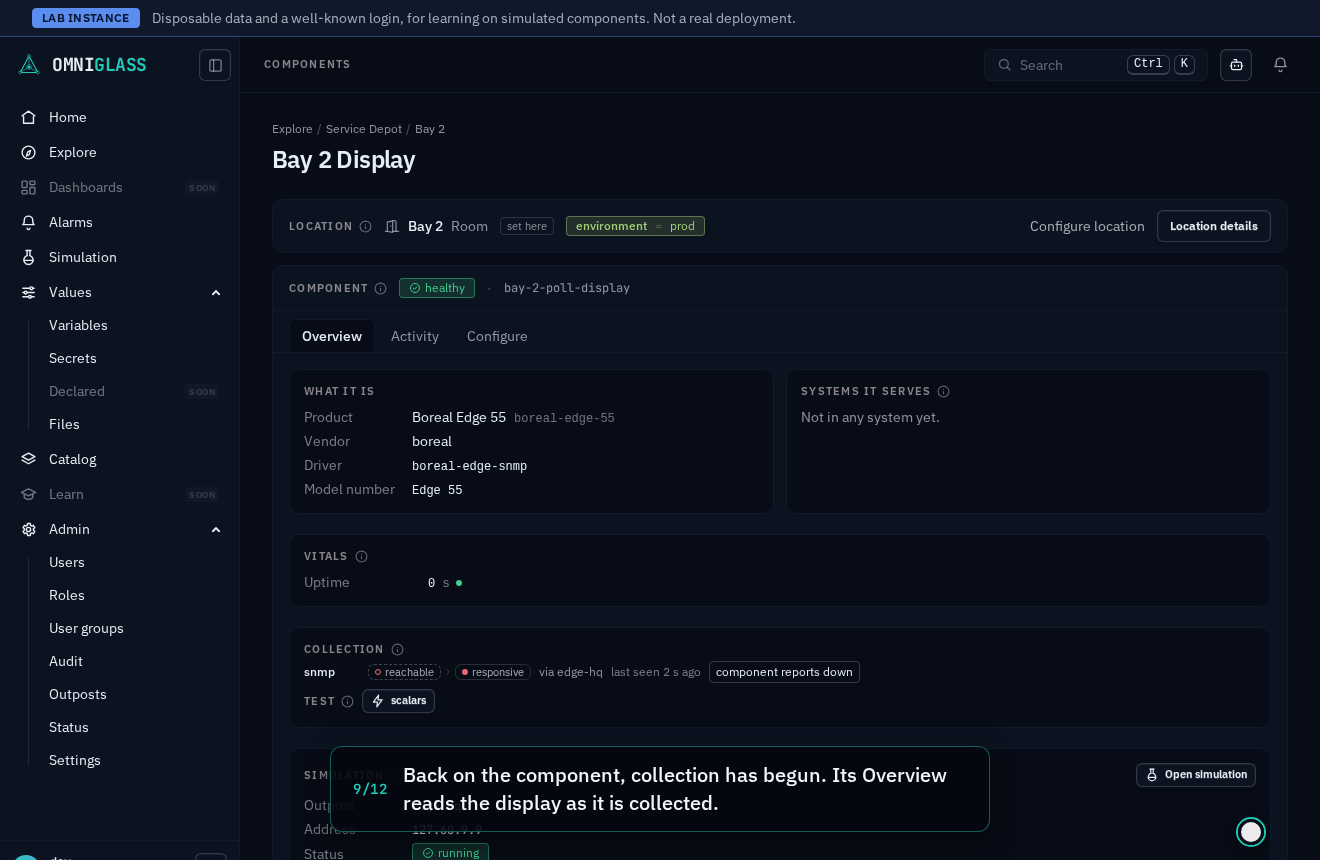 LAB INSTANCE Disposable data and a well-known login, for learning on simulated components. Not a real deployment.
OMNIGLASS
COMPONENTS
Search Ctrl K
Home
Explore
Dashboards SOON
Alarms
Simulation
Values
Variables
Secrets
Declared SOON
Files
Catalog
Learn SOON
Admin
Users
Roles
User groups
Audit
Outposts
Status
Settings
Explore / Service Depot / Bay 2
Bay 2 Display
LOCATION Bay 2 Room set here environment = prod Configure location Location details
COMPONENT healthy · bay-2-poll-display
Overview Activity Configure
WHAT IT IS
Product Boreal Edge 55 boreal-edge-55
Vendor boreal
Driver boreal-edge-snmp
Model number Edge 55
SYSTEMS IT SERVES
Not in any system yet.
VITALS
Uptime 0 s
COLLECTION
snmp reachable › responsive via edge-hq last seen 2 s ago component reports down
TEST scalars
SIMULATION Open simulation
9/12 Back on the component, collection has begun. Its Overview
reads the display as it is collected.
Outpost
Address
Status running